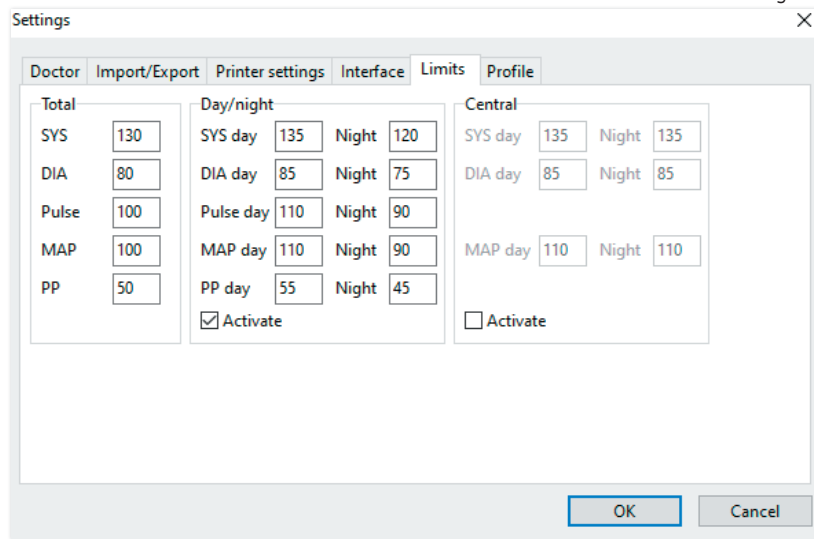 Settings
Doctor Import/Export Printer settings Interface Limits Profile
Total Day/night Central
SYS 130 SYS day 135 Night 120 SYS day 135 Night 135
DIA 80 DIA day 85 Night 75 DIA day 85 Night 85
Pulse 100 Pulse day 110 Night 90
MAP 100 MAP day 110 Night 90 MAP day 110 Night 110
PP 50 PP day 55 Night 45
Activate Activate
OK Cancel